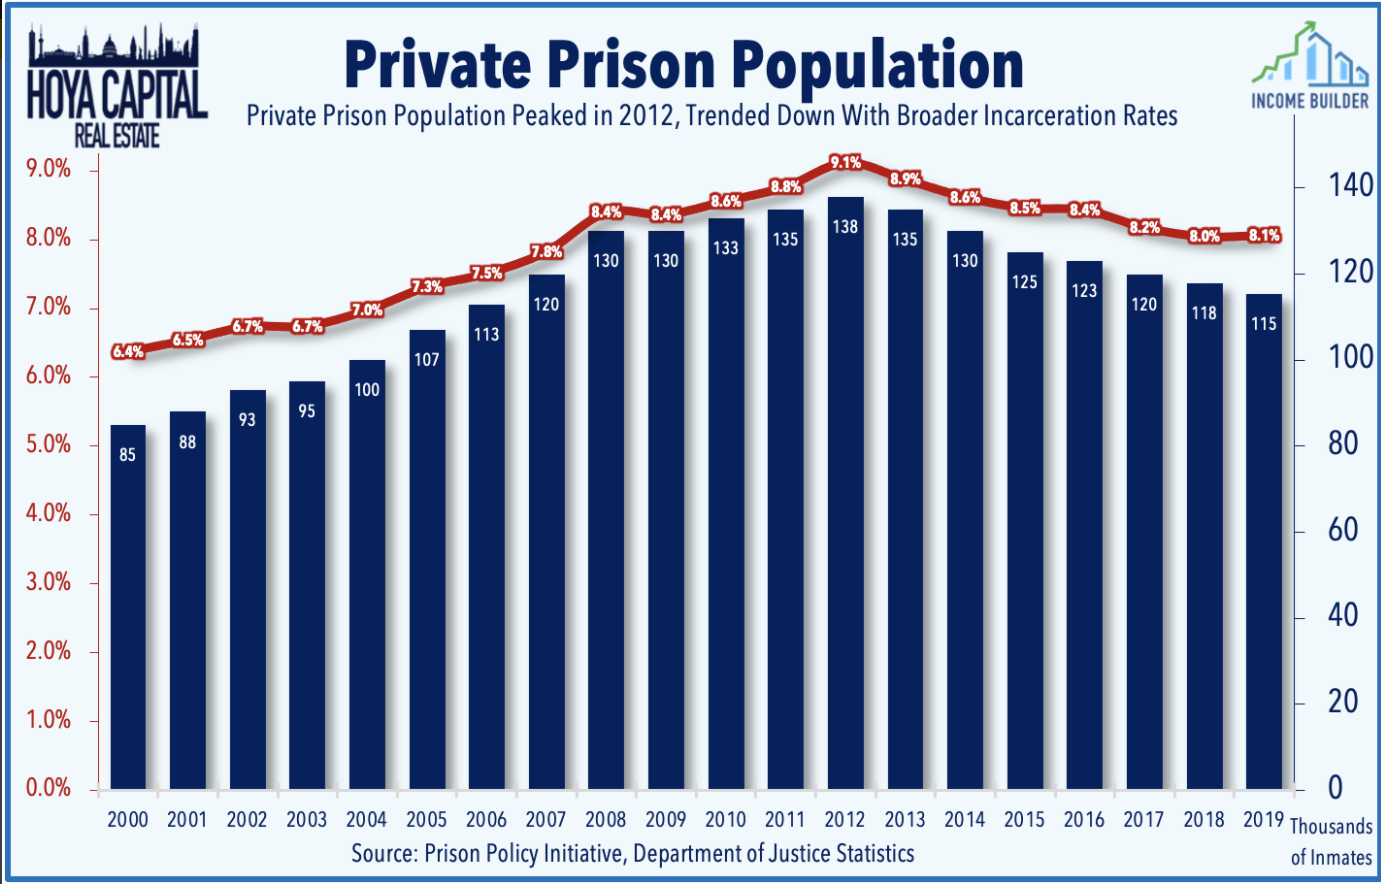 HOYA CAPITAL
REAL ESTATE
Private Prison Population
Private Prison Population Peaked in 2012, Trended Down With Broader Incarceration Rates
INCOME BUILDER
9.0%
8.0%
7.0%
6.0%
5.0%
4.0%
3.0%
2.0%
1.0%
0.0%
6.4% 6.5% 6.7% 6.7% 7.0% 7.3% 7.5% 7.8% 8.4% 8.4% 8.6% 8.8% 9.1% 8.9% 8.6% 8.5% 8.4% 8.2% 8.0% 8.1%
85 88 93 95 100 107 113 120 130 130 133 135 138 135 130 125 123 120 118 115
140
120
100
80
60
40
20
0
2000 2001 2002 2003 2004 2005 2006 2007 2008 2009 2010 2011 2012 2013 2014 2015 2016 2017 2018 2019
Thousands
of Inmates
Source: Prison Policy Initiative, Department of Justice Statistics